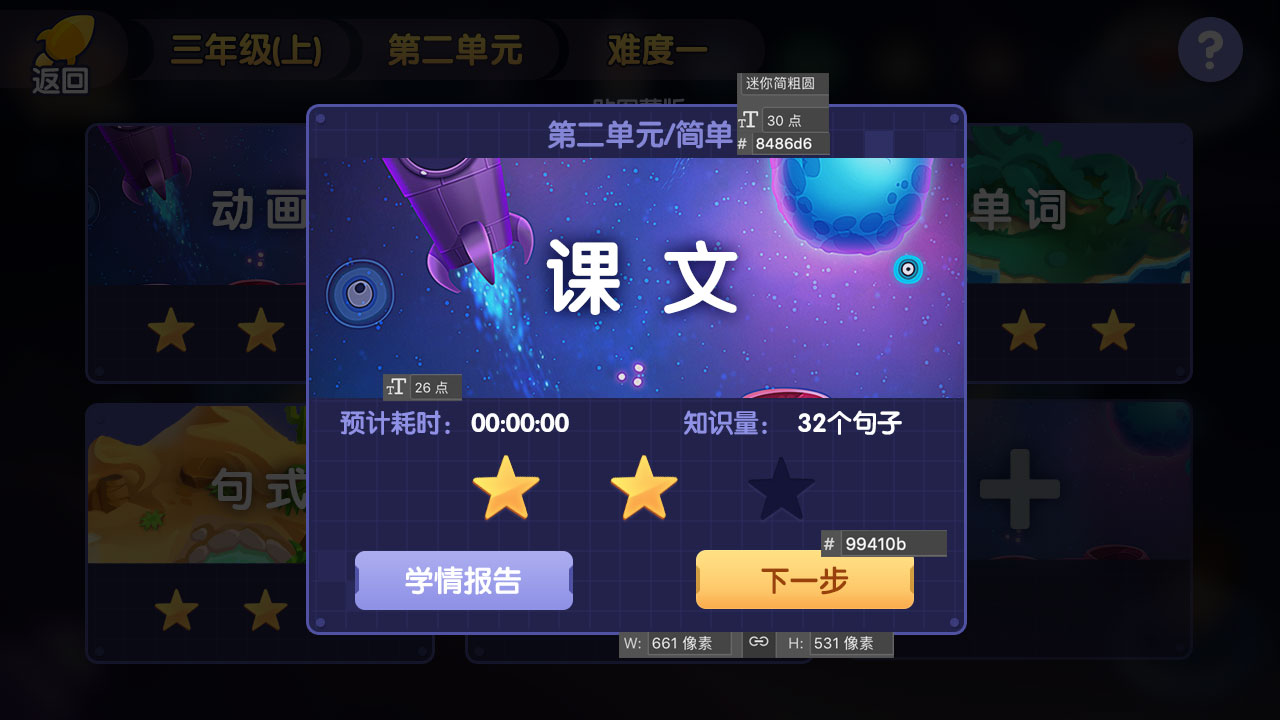 三年级(上) 第二单元 难度一
返回
?
迷你简粗圆
T 30 点
# 8486d6
第二单元/简单
动 画
单 词
课 文
T 26 点
预计耗时： 00:00:00
知识量： 32个句子
句 式
# 99410b
学情报告
下一步
W: 661 像素 H: 531 像素